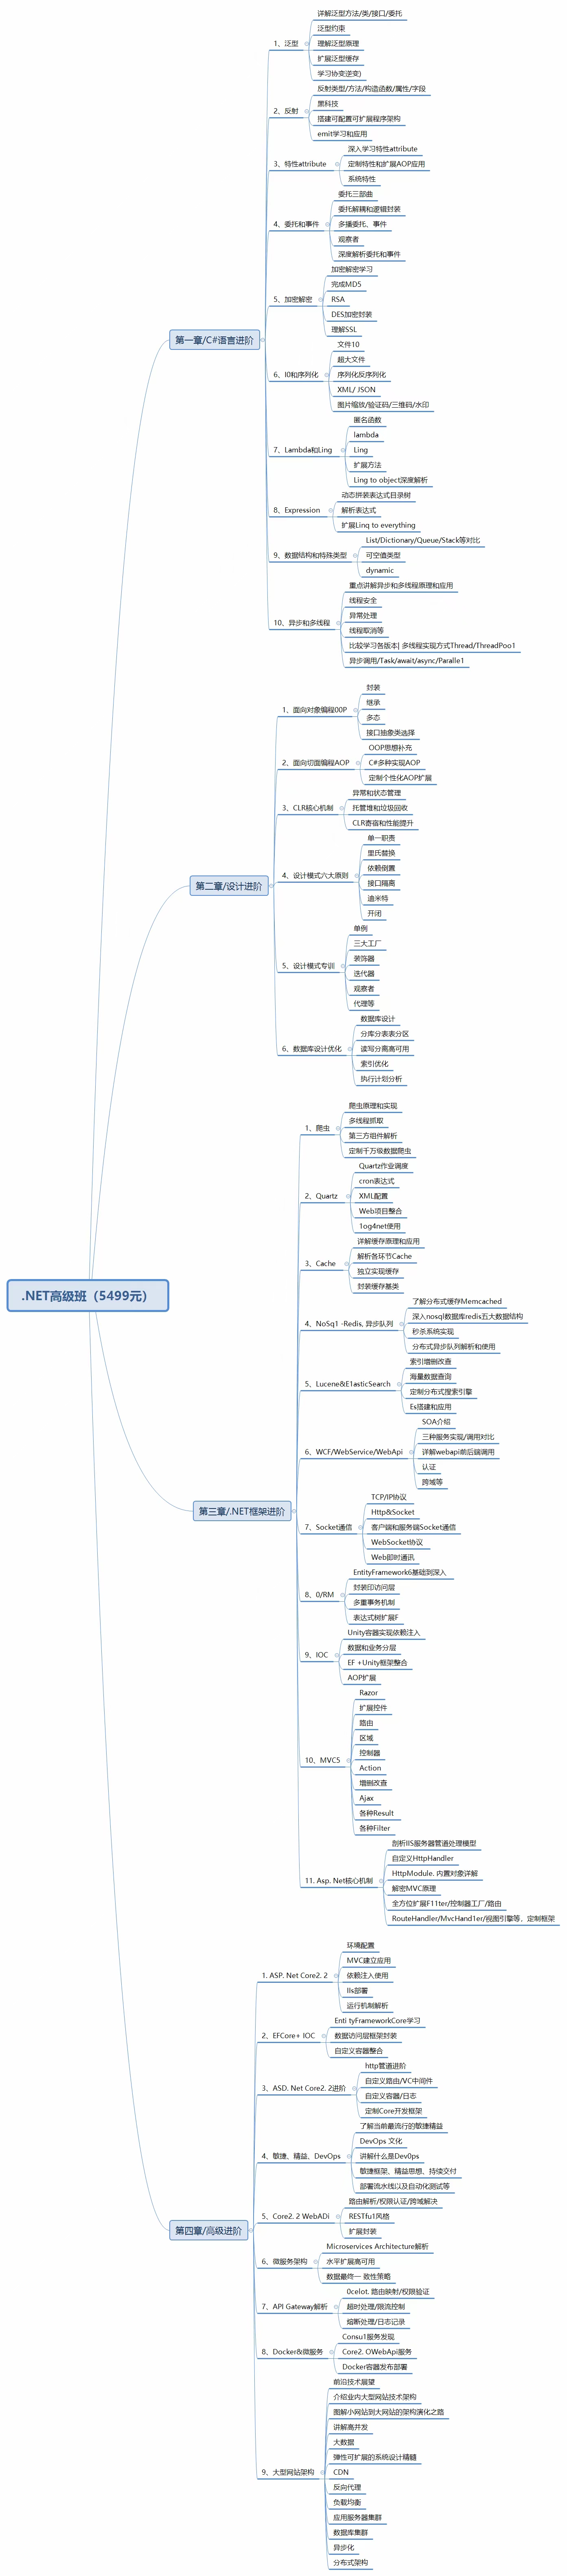 .NET高级班（5499元）
第一章/C#语言进阶
1、泛型
详解泛型方法/类/接口/委托
泛型约束
理解泛型原理
扩展泛型缓存
学习协变逆变)
2、反射
反射类型/方法/构造函数/属性/字段
黑科技
搭建可配置可扩展程序架构
emit学习和应用
3、特性attribute
深入学习特性attribute
定制特性和扩展AOP应用
系统特性
4、委托和事件
委托三部曲
委托解耦和逻辑封装
多播委托、事件
观察者
深度解析委托和事件
5、加密解密
加密解密学习
完成MD5
RSA
DES加密封装
理解SSL
6、I0和序列化
文件10
超大文件
序列化反序列化
XML/ JSON
图片缩放/验证码/三维码/水印
7、Lambda和Ling
匿名函数
lambda
Ling
扩展方法
Ling to object深度解析
8、Expression
动态拼装表达式目录树
解析表达式
扩展Linq to everything
9、数据结构和特殊类型
List/Dictionary/Queue/Stack等对比
可空值类型
dynamic
10、异步和多线程
重点讲解异步和多线程原理和应用
线程安全
异常处理
线程取消等
比较学习各版本| 多线程实现方式Thread/ThreadPoo1
异步调用/Task/await/async/Paralle1
第二章/设计进阶
1、面向对象编程00P
封装
继承
多态
接口抽象类选择
2、面向切面编程AOP
OOP思想补充
C#多种实现AOP
定制个性化AOP扩展
3、CLR核心机制
异常和状态管理
托管堆和垃圾回收
CLR寄宿和性能提升
4、设计模式六大原则
单一职责
里氏替换
依赖倒置
接口隔离
迪米特
开闭
5、设计模式专训
单例
三大工厂
装饰器
迭代器
观察者
代理等
6、数据库设计优化
数据库设计
分库分表表分区
读写分离高可用
索引优化
执行计划分析
第三章/.NET框架进阶
1、爬虫
爬虫原理和实现
多线程抓取
第三方组件解析
定制千万级数据爬虫
2、Quartz
Quartz作业调度
cron表达式
XML配置
Web项目整合
1og4net使用
3、Cache
详解缓存原理和应用
解析各环节Cache
独立实现缓存
封装缓存基类
4、NoSq1 -Redis, 异步队列
了解分布式缓存Memcached
深入nosql数据库redis五大数据结构
秒杀系统实现
分布式异步队列解析和使用
5、Lucene&E1asticSearch
索引增删改查
海量数据查询
定制分布式搜索引擎
Es搭建和应用
6、WCF/WebService/WebApi
SOA介绍
三种服务实现/调用对比
详解webapi前后端调用
认证
跨域等
7、Socket通信
TCP/IP协议
Http&Socket
客户端和服务端Socket通信
WebSocket协议
Web即时通讯
8、0/RM
EntityFramework6基础到深入
封装印访问层
多重事务机制
表达式树扩展F
9、IOC
Unity容器实现依赖注入
数据和业务分层
EF +Unity框架整合
AOP扩展
10、MVC5
Razor
扩展控件
路由
区域
控制器
Action
增删改查
Ajax
各种Result
各种Filter
11. Asp. Net核心机制
剖析IIS服务器管道处理模型
自定义HttpHandler
HttpModule. 内置对象详解
解密MVC原理
全方位扩展F11ter/控制器工厂/路由
RouteHandler/MvcHand1er/视图引擎等，定制框架
第四章/高级进阶
1. ASP. Net Core2. 2
环境配置
MVC建立应用
依赖注入使用
IIs部署
运行机制解析
2、EFCore+ IOC
Enti tyFrameworkCore学习
数据访问层框架封装
自定义容器整合
3、ASD. Net Core2. 2进阶
http管道进阶
自定义路由/VC中间件
自定义容器/日志
定制Core开发框架
4、敏捷、精益、DevOps
了解当前最流行的敏捷精益
DevOps 文化
讲解什么是Dev0ps
敏捷框架、精益思想、持续交付
部署流水线以及自动化测试等
5、Core2. 2 WebADi
路由解析/权限认证/跨域解决
RESTfu1风格
扩展封装
6、微服务架构
Microservices Architecture解析
水平扩展高可用
数据最终一 致性策略
7、API Gateway解析
0celot. 路由映射/权限验证
超时处理/限流控制
熔断处理/日志记录
8、Docker&微服务
Consu1服务发现
Core2. OWebApi服务
Docker容器发布部署
9、大型网站架构
前沿技术展望
介绍业内大型网站技术架构
图解小网站到大网站的架构演化之路
讲解高并发
大数据
弹性可扩展的系统设计精髓
CDN
反向代理
负载均衡
应用服务器集群
数据库集群
异步化
分布式架构